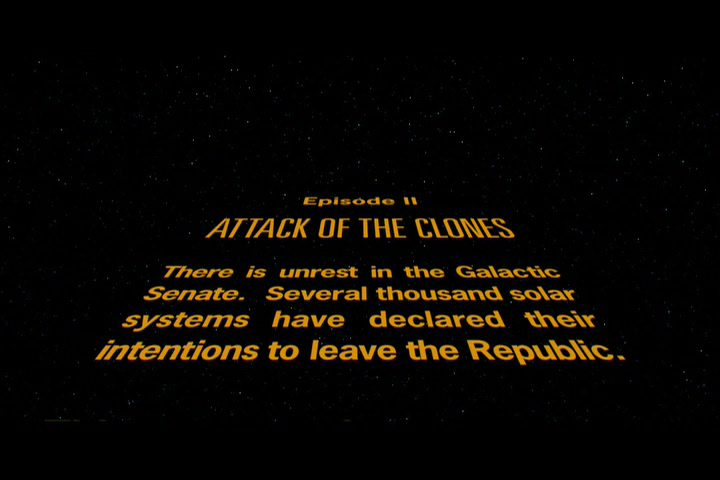 Episode II
ATTACK OF THE CLONES
There is unrest in the Galactic
Senate. Several thousand solar
systems have declared their
intentions to leave the Republic.